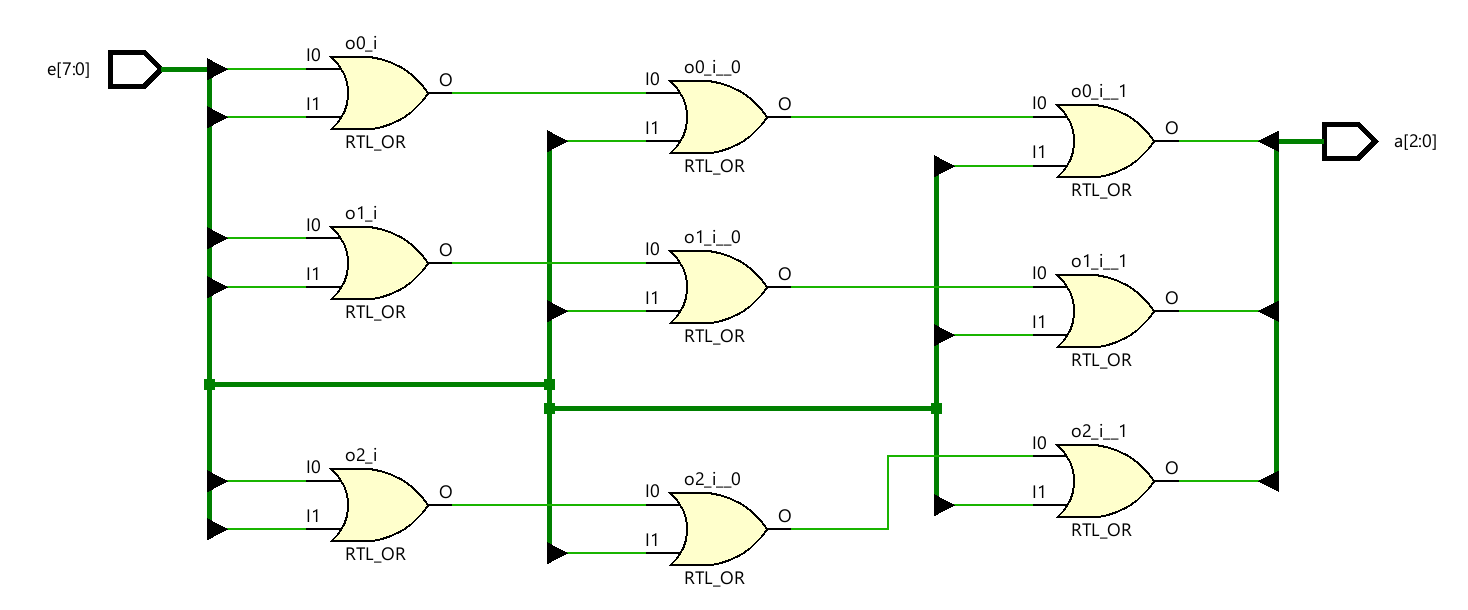 e[7:0]
o0_i
I0
I1
O
RTL_OR
o0_i__0
I0
I1
O
RTL_OR
o0_i__1
I0
I1
O
RTL_OR
a[2:0]
o1_i
I0
I1
O
RTL_OR
o1_i__0
I0
I1
O
RTL_OR
o1_i__1
I0
I1
O
RTL_OR
o2_i
I0
I1
O
RTL_OR
o2_i__0
I0
I1
O
RTL_OR
o2_i__1
I0
I1
O
RTL_OR